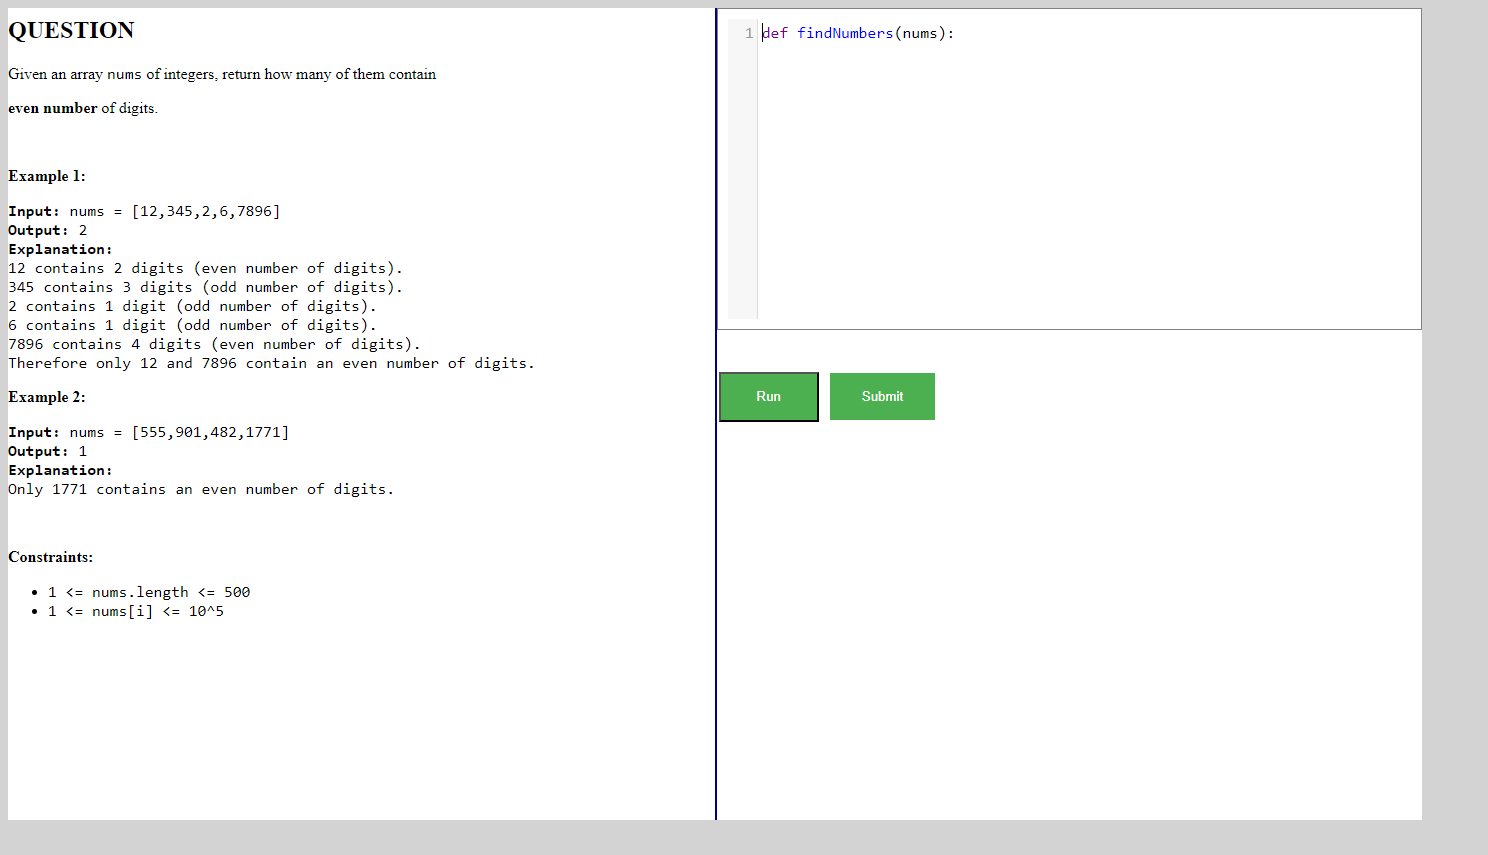 QUESTION
Given an array nums of integers, return how many of them contain
even number of digits.
Example 1:
Input: nums = [12,345,2,6,7896]
Output: 2
Explanation:
12 contains 2 digits (even number of digits).
345 contains 3 digits (odd number of digits).
2 contains 1 digit (odd number of digits).
6 contains 1 digit (odd number of digits).
7896 contains 4 digits (even number of digits).
Therefore only 12 and 7896 contain an even number of digits.
Example 2:
Input: nums = [555,901,482,1771]
Output: 1
Explanation:
Only 1771 contains an even number of digits.
Constraints:
• 1 <= nums.length <= 500
• 1 <= nums[i] <= 10^5
1 def findNumbers(nums):
Run Submit